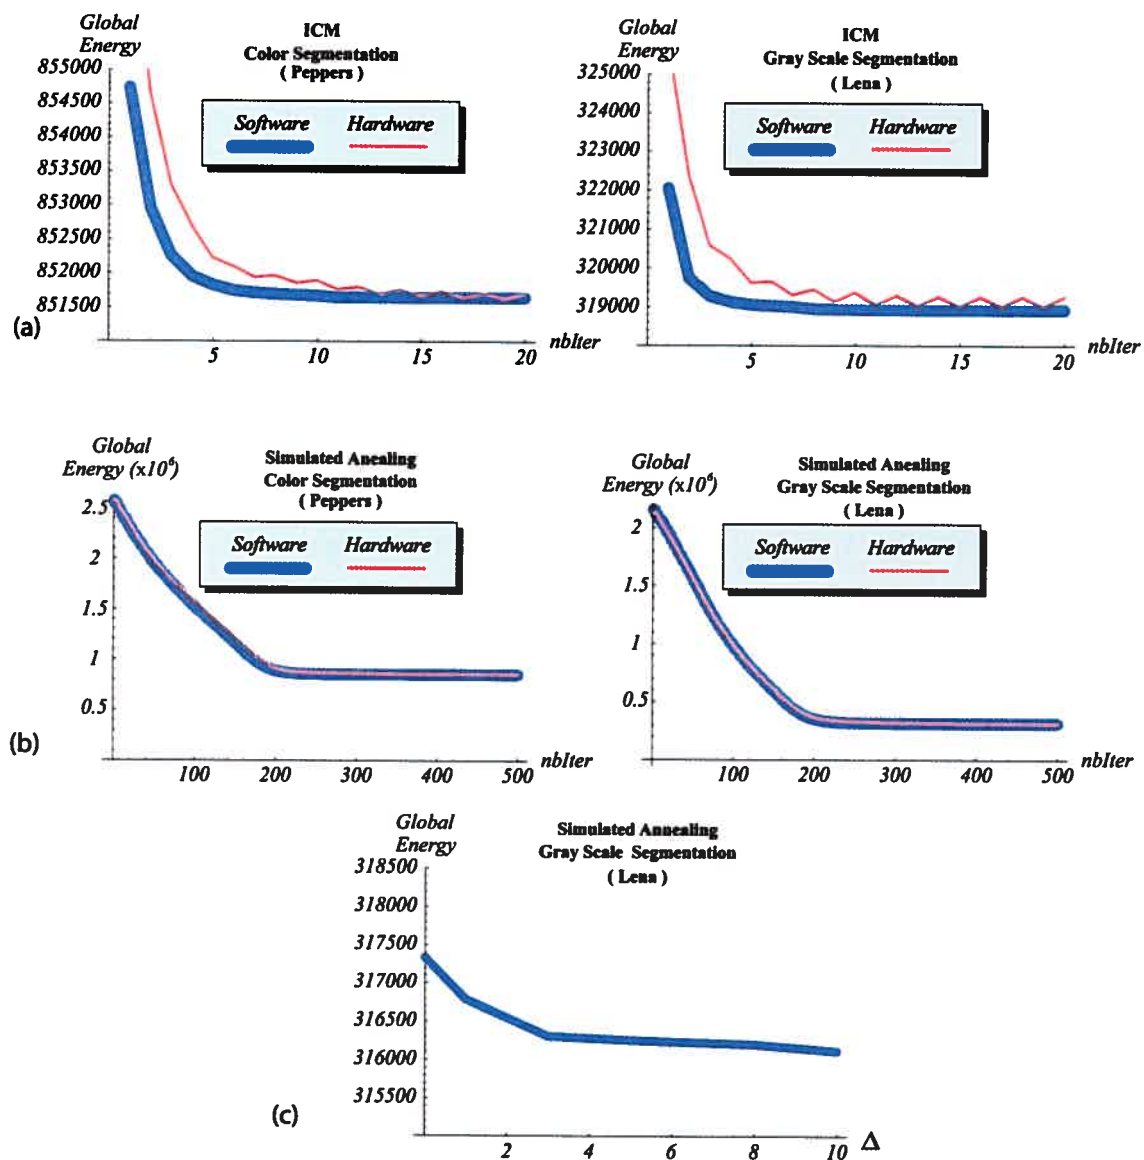 Global
Energy
ICM
Color Segmentation
( Peppers )
855000
854500
854000
853500
853000
852500
852000
851500
Software Hardware
5 10 15 20 nbIter
(a)
Global
Energy
ICM
Gray Scale Segmentation
( Lena )
325000
324000
323000
322000
321000
320000
319000
Software Hardware
5 10 15 20 nbIter
Global
Energy (x10⁶)
Simulated Anealing
Color Segmentation
( Peppers )
2.5
2
1.5
1
0.5
Software Hardware
100 200 300 400 500 nbIter
(b)
Global
Energy (x10⁶)
Simulated Anealing
Gray Scale Segmentation
( Lena )
2
1.5
1
0.5
Software Hardware
100 200 300 400 500 nbIter
Global
Energy
Simulated Annealing
Gray Scale Segmentation
( Lena )
318500
318000
317500
317000
316500
316000
315500
2 4 6 8 10 Δ
(c)